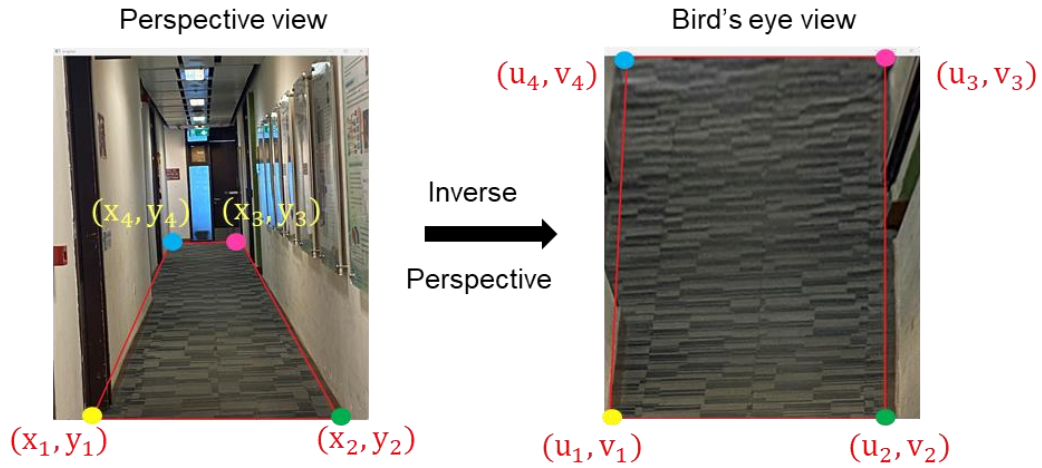 Perspective view
Bird's eye view
(u₄, v₄)
(u₃, v₃)
(x₄, y₄)
(x₃, y₃)
Inverse
Perspective
(x₁, y₁)
(x₂, y₂)
(u₁, v₁)
(u₂, v₂)